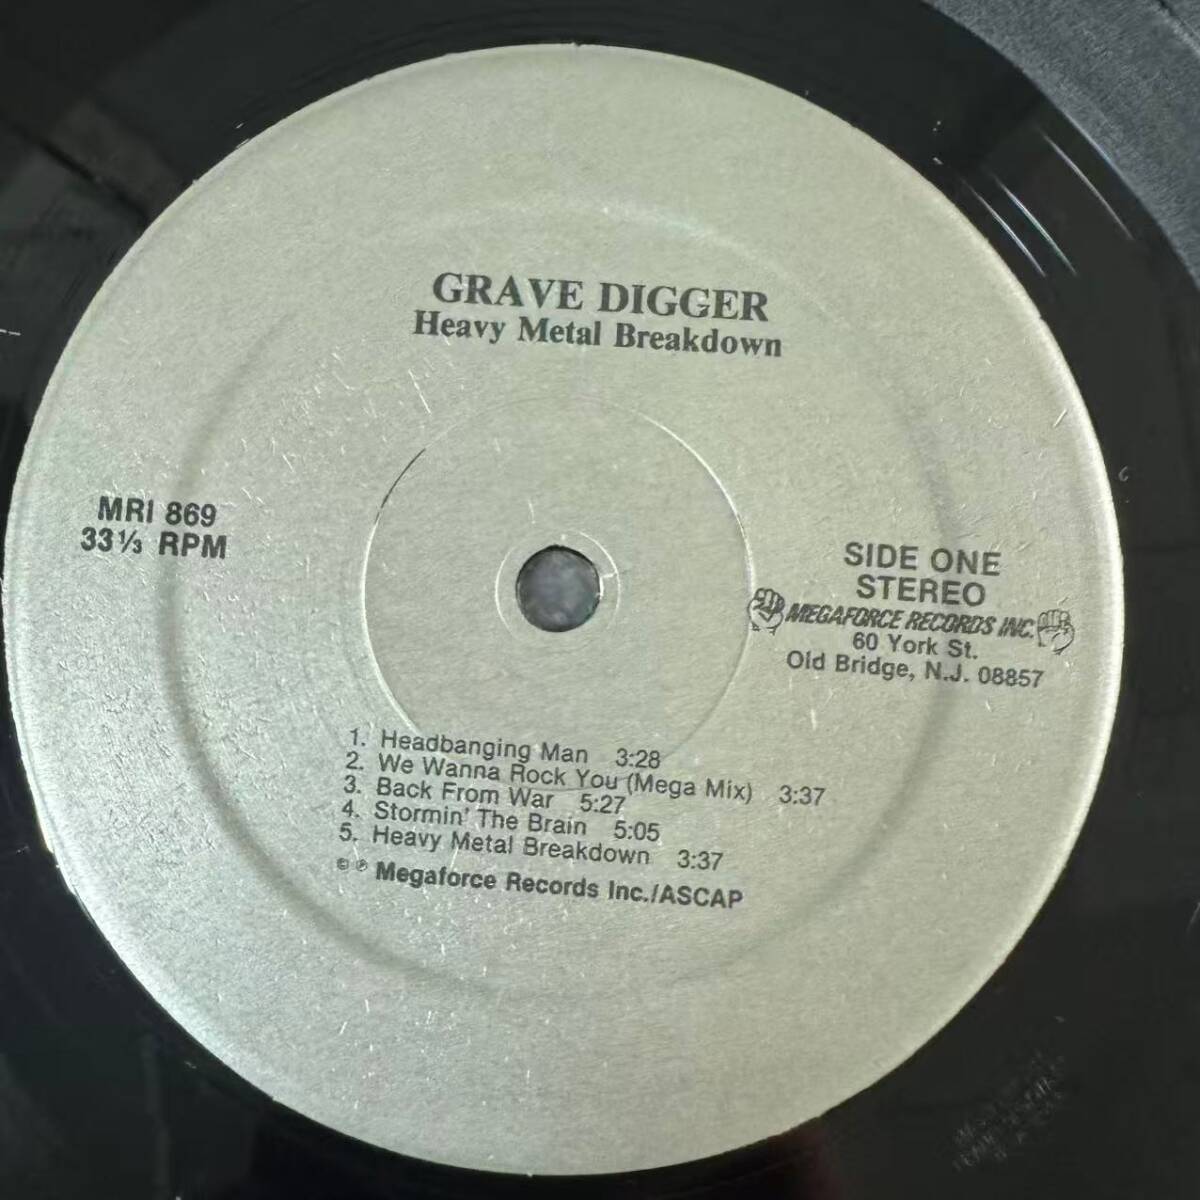 GRAVE DIGGER
Heavy Metal Breakdown
MRI 869
33⅓ RPM
SIDE ONE
STEREO
MEGAFORCE RECORDS INC.
60 York St.
Old Bridge, N.J. 08857
1. Headbanging Man 3:28
2. We Wanna Rock You (Mega Mix) 3:37
3. Back From War 5:27
4. Stormin' The Brain 5:05
5. Heavy Metal Breakdown 3:37
© ℗ Megaforce Records Inc./ASCAP